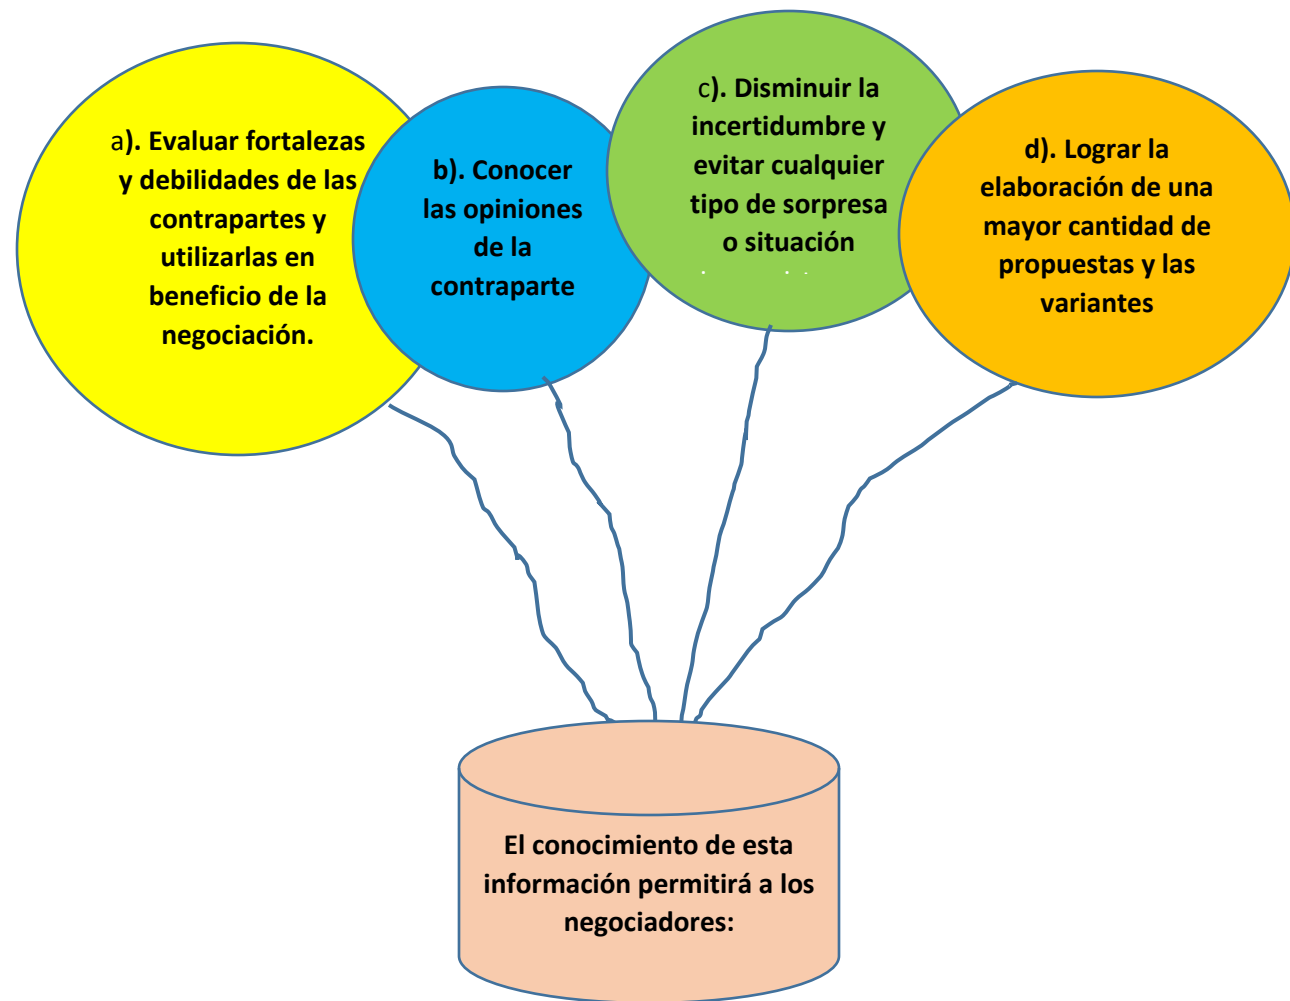 a). Evaluar fortalezas
y debilidades de las
contrapartes y
utilizarlas en
beneficio de la
negociación.
b). Conocer
las opiniones
de la
contraparte
c). Disminuir la
incertidumbre y
evitar cualquier
tipo de sorpresa
o situación
d). Lograr la
elaboración de una
mayor cantidad de
propuestas y las
variantes
El conocimiento de esta
información permitirá a los
negociadores: